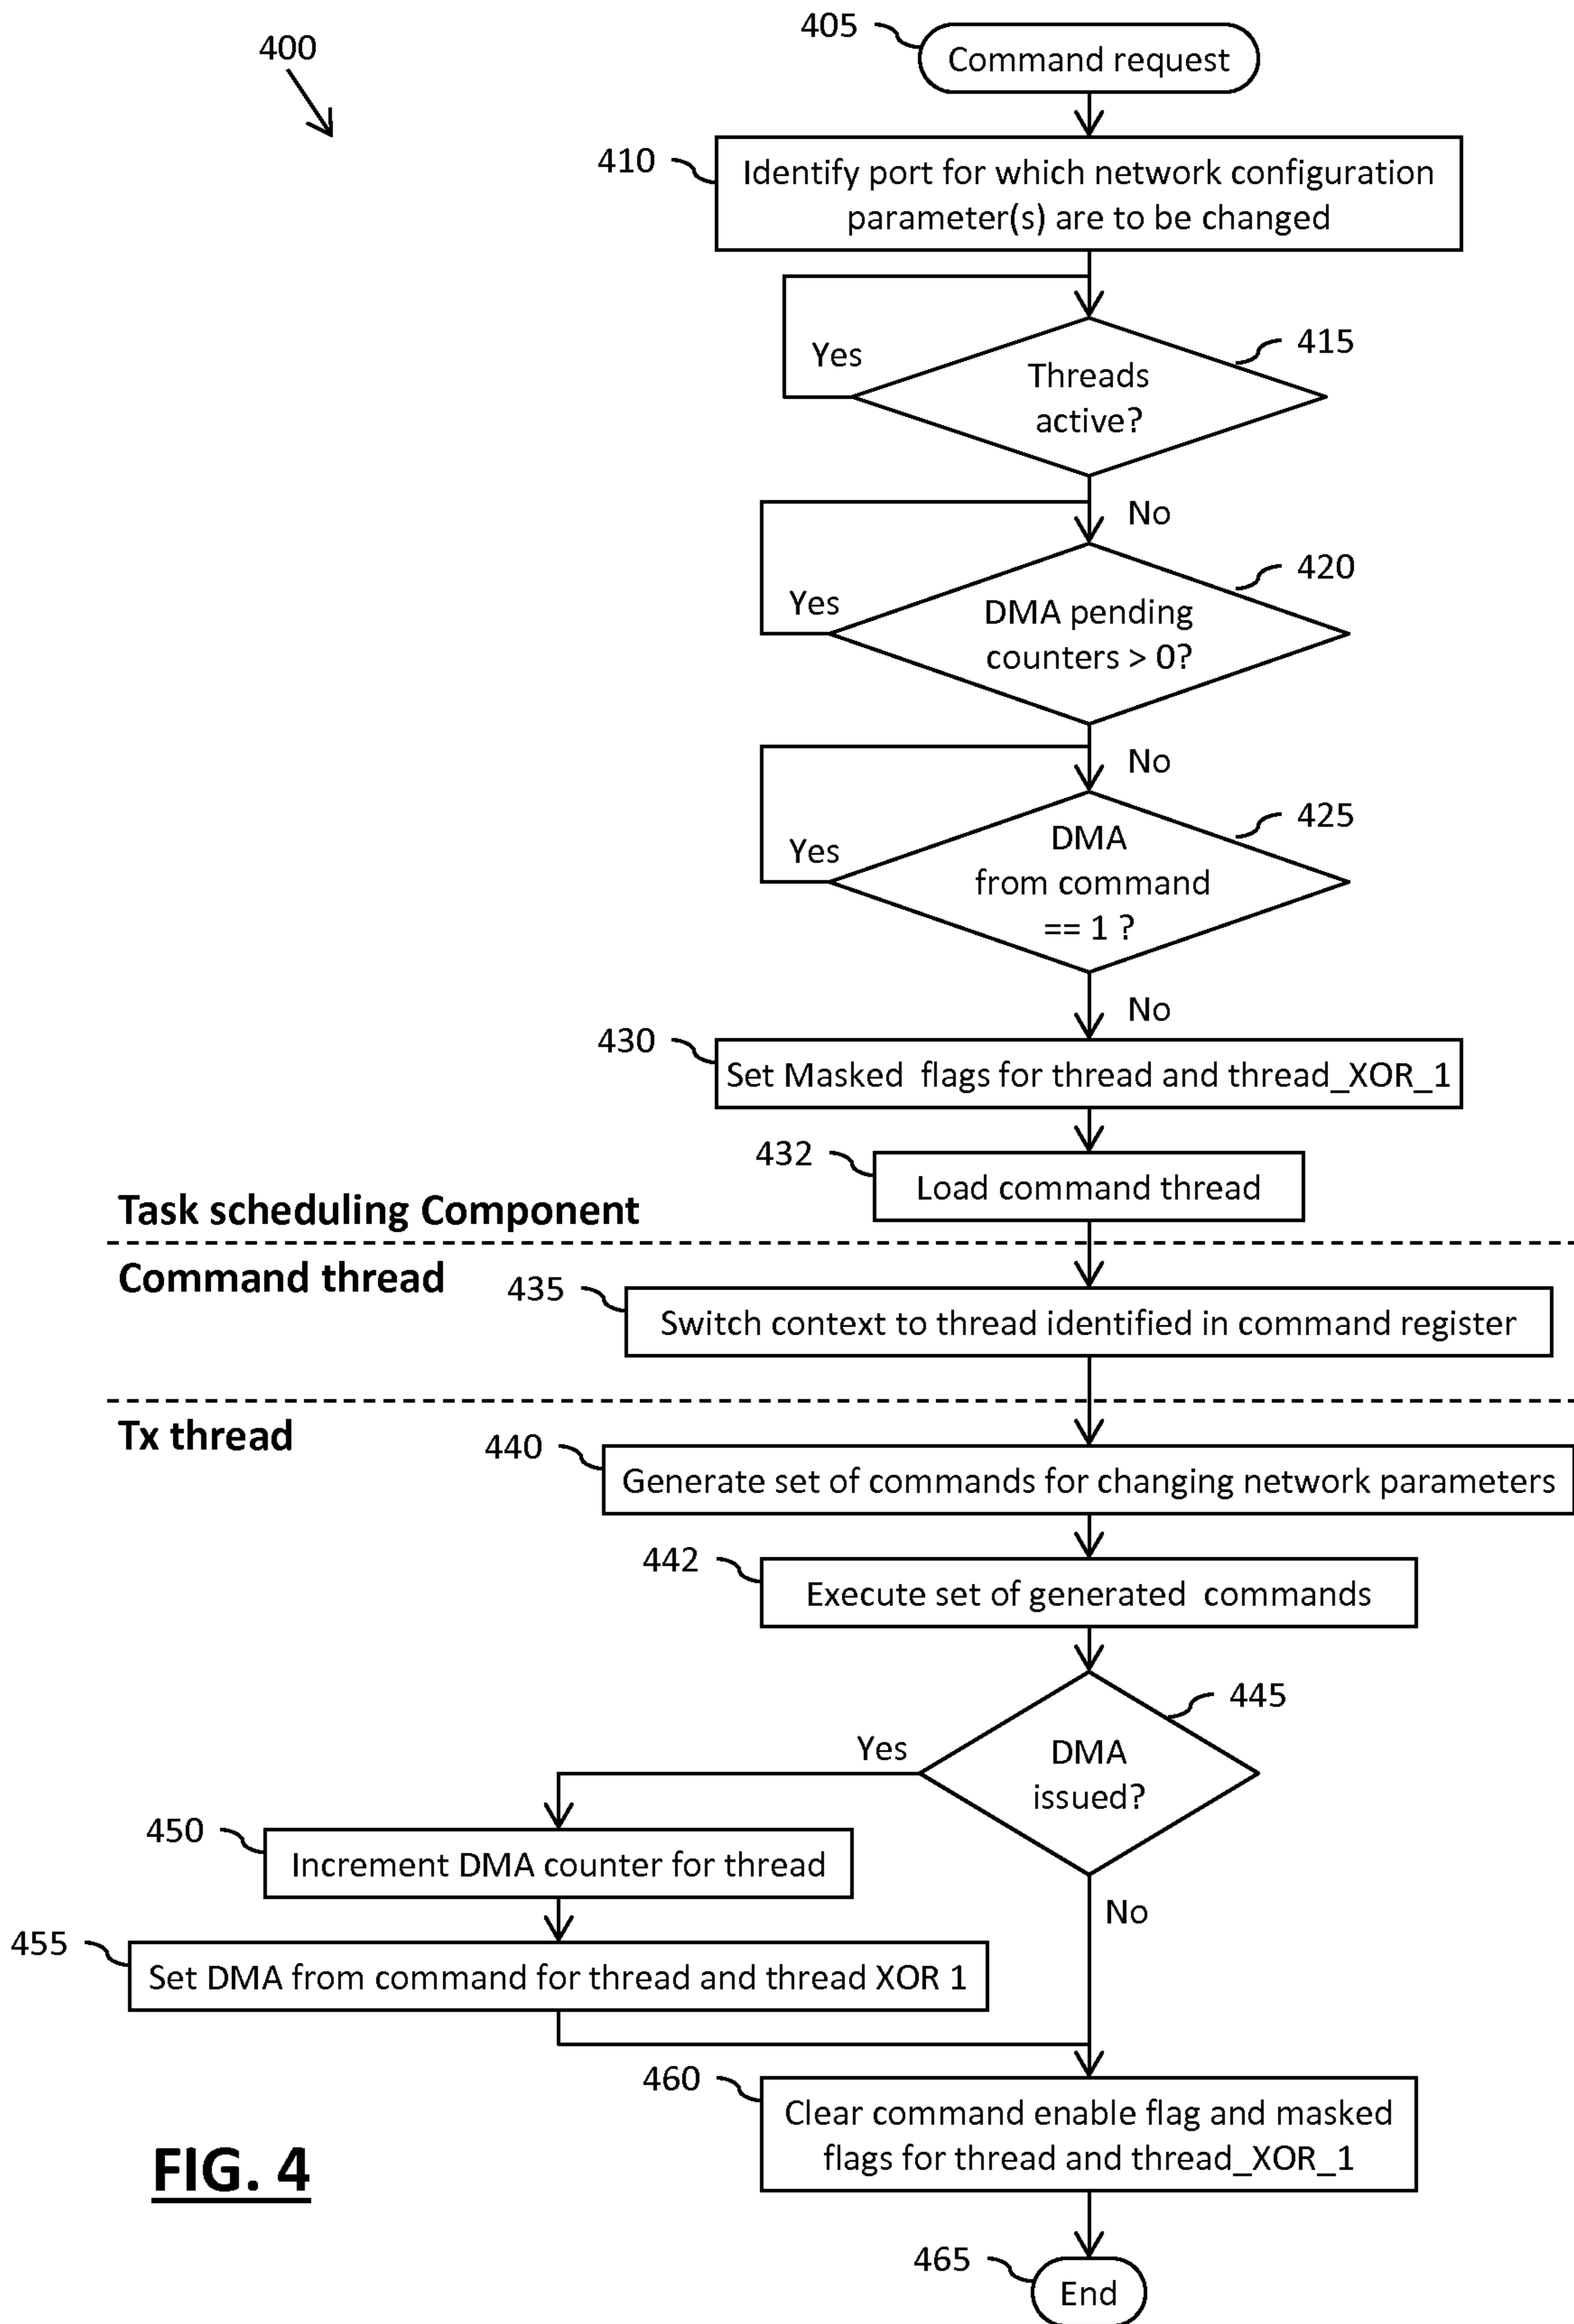 400
405
Command request
410
Identify port for which network configuration
parameter(s) are to be changed
415
Yes
Threads
active?
No
420
Yes
DMA pending
counters > 0?
No
425
Yes
DMA
from command
== 1 ?
No
430
Set Masked flags for thread and thread_XOR_1
432
Load command thread
Task scheduling Component
Command thread
435
Switch context to thread identified in command register
Tx thread
440
Generate set of commands for changing network parameters
442
Execute set of generated commands
445
Yes
DMA
issued?
450
Increment DMA counter for thread
No
455
Set DMA from command for thread and thread XOR 1
460
Clear command enable flag and masked
flags for thread and thread_XOR_1
FIG. 4
465
End